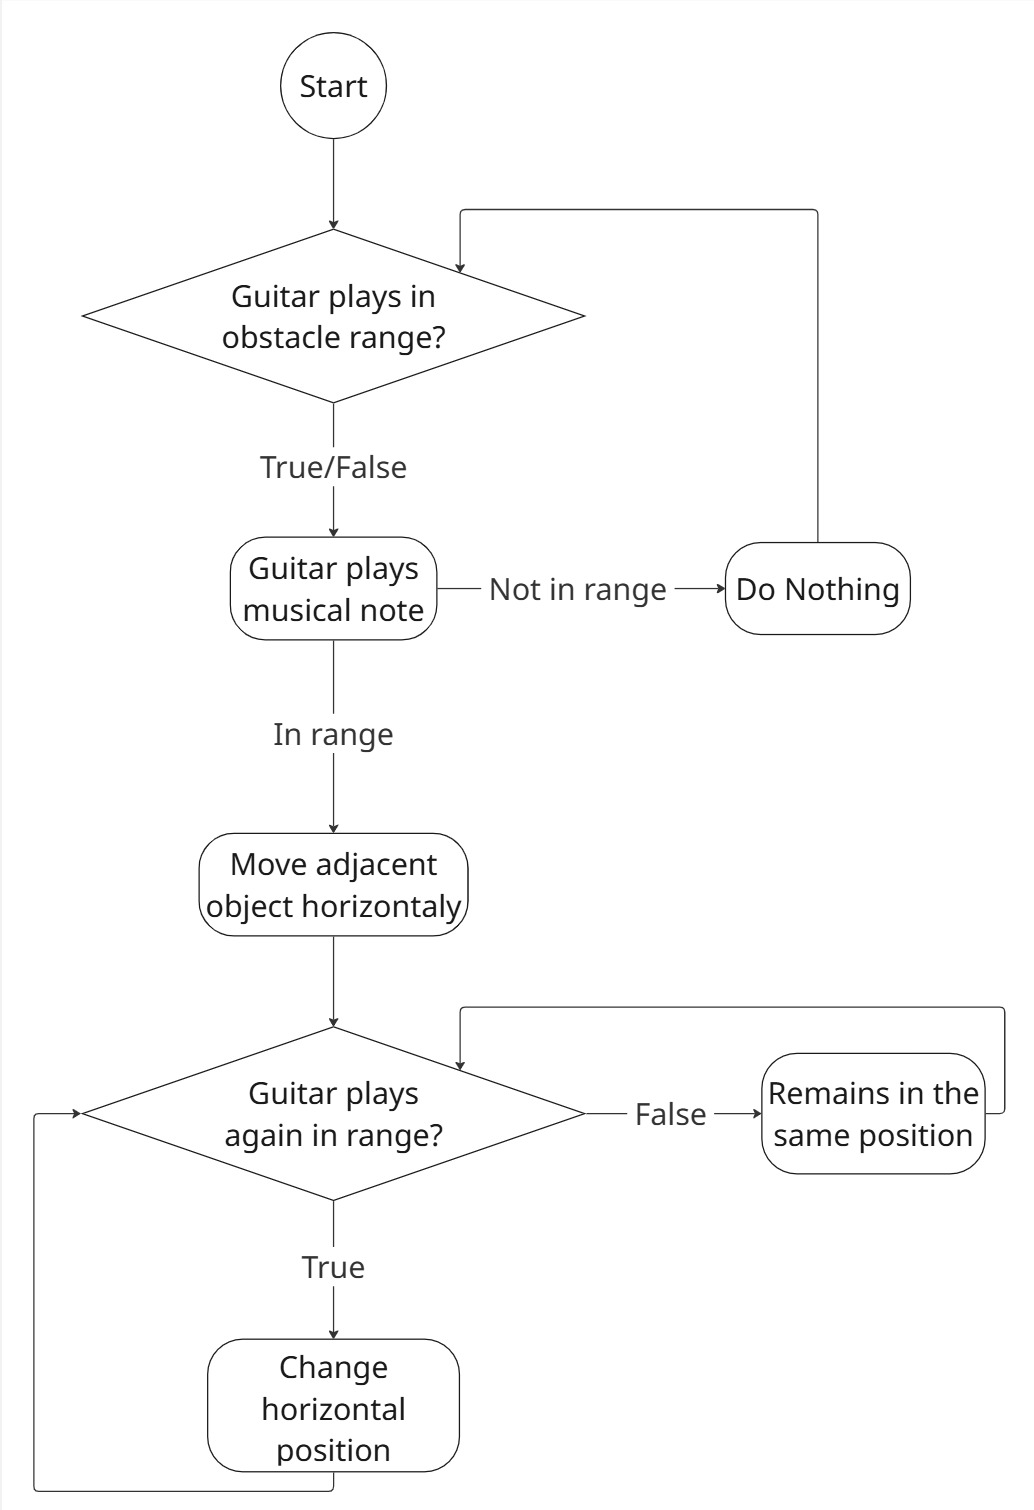 Start
Guitar plays in
obstacle range?
True/False
Guitar plays
musical note
Not in range
Do Nothing
In range
Move adjacent
object horizontaly
Guitar plays
again in range?
False
Remains in the
same position
True
Change
horizontal
position